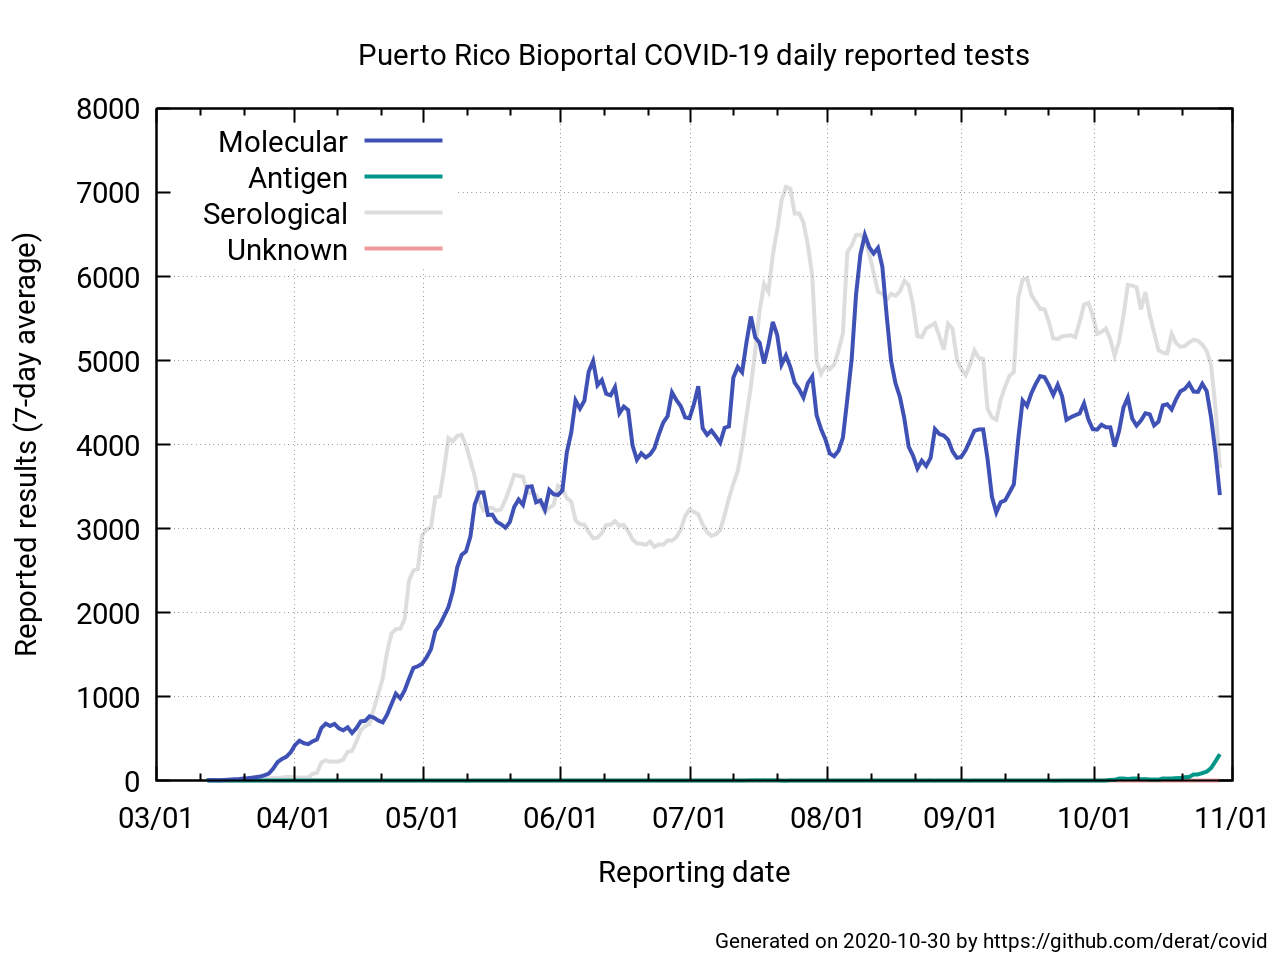 Puerto Rico Bioportal COVID-19 daily reported tests
8000
7000
6000
5000
4000
3000
2000
1000
0
Molecular
Antigen
Serological
Unknown
Reported results (7-day average)
03/01 04/01 05/01 06/01 07/01 08/01 09/01 10/01 11/01
Reporting date
Generated on 2020-10-30 by https://github.com/derat/covid